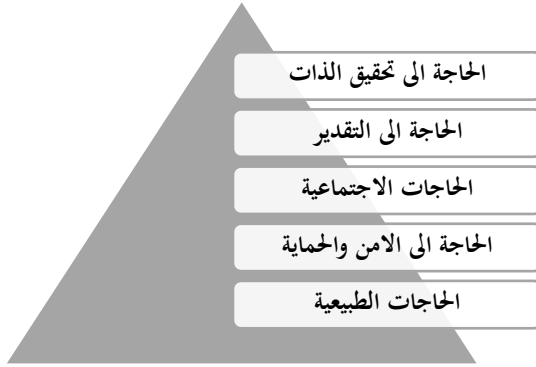 الحاجة الى تحقيق الذات
الحاجة الى التقدير
الحاجات الاجتماعية
الحاجة الى الامن والحماية
الحاجات الطبيعية